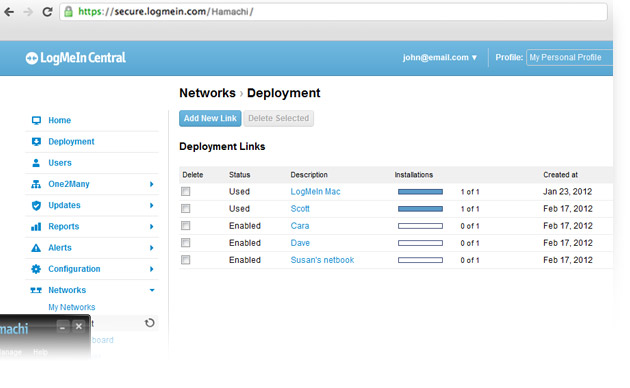 https://secure.logmein.com/Hamachi/
LogMeIn Central
john@email.com ▼
Profile: My Personal Profile
Networks › Deployment
Add New Link Delete Selected
Deployment Links
Delete Status Description Installations Created at
Used LogMeIn Mac 1 of 1 Jan 23, 2012
Used Scott 1 of 1 Feb 17, 2012
Enabled Cara 0 of 1 Feb 17, 2012
Enabled Dave 0 of 1 Feb 17, 2012
Enabled Susan's netbook 0 of 1 Feb 17, 2012
Home
Deployment
Users
One2Many
Updates
Reports
Alerts
Configuration
Networks
My Networks
machi
t
board
anage Help